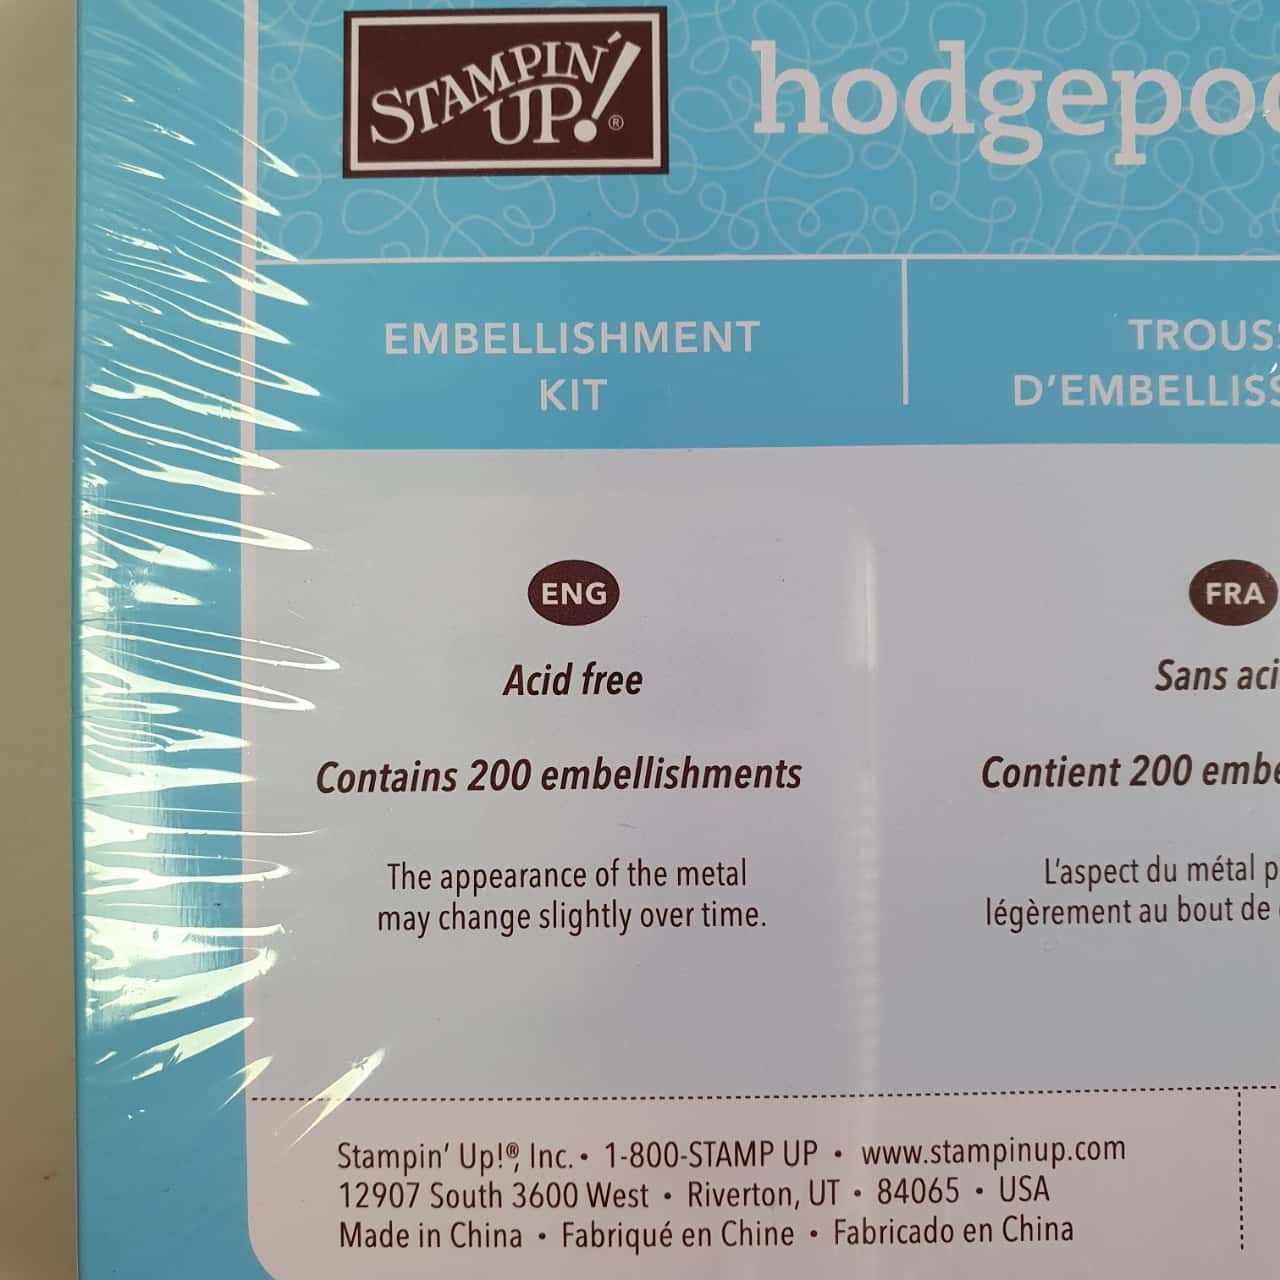 STAMPIN' UP!®
hodgepo
EMBELLISHMENT
KIT
TROUS
D'EMBELLISS
ENG
Acid free
Contains 200 embellishments
The appearance of the metal
may change slightly over time.
FRA
Sans aci
Contient 200 embe
L'aspect du métal p
légèrement au bout de
Stampin' Up!®, Inc. • 1-800-STAMP UP • www.stampinup.com
12907 South 3600 West • Riverton, UT • 84065 • USA
Made in China • Fabriqué en Chine • Fabricado en China